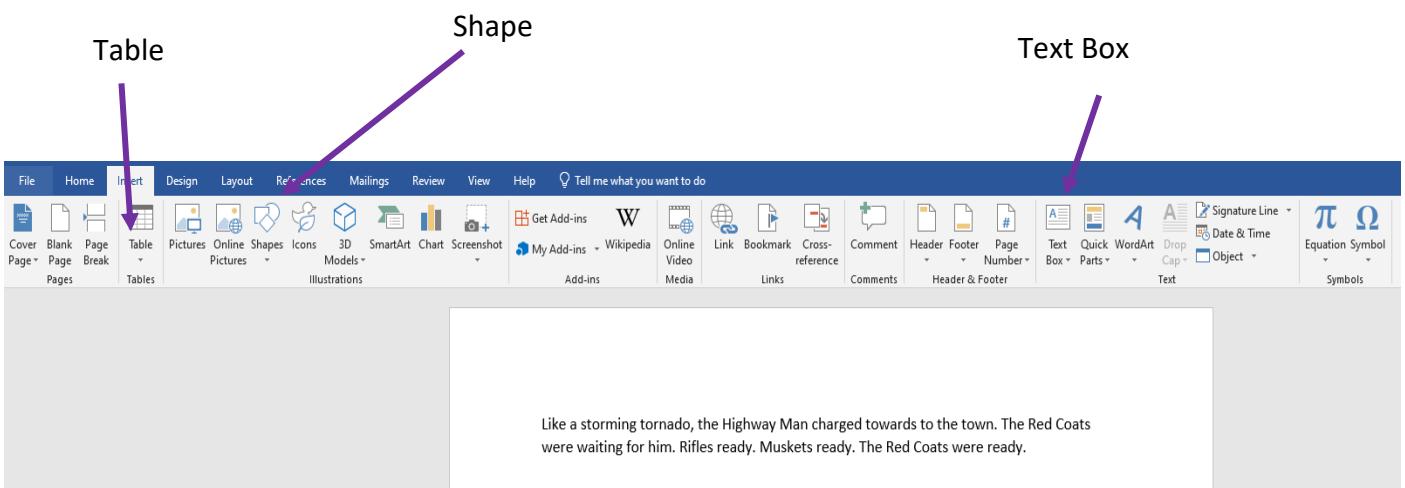 Shape
Table
Text Box
File Home Insert Design Layout References Mailings Review View Help Tell me what you want to do
Cover Page
Blank Page
Page Break
Pages
Table
Tables
Pictures
Online Pictures
Shapes
Icons
3D Models
SmartArt
Chart
Screenshot
Illustrations
Get Add-ins
My Add-ins
W
Wikipedia
Add-ins
Online Video
Media
Link
Bookmark
Cross-
reference
Links
Comment
Comments
Header
Footer
#
Page Number
Header & Footer
A
Text Box
Quick Parts
A
WordArt
A
Drop Cap
Signature Line
Date & Time
Object
Text
π
Equation
Ω
Symbol
Symbols
Like a storming tornado, the Highway Man charged towards to the town. The Red Coats
were waiting for him. Rifles ready. Muskets ready. The Red Coats were ready.